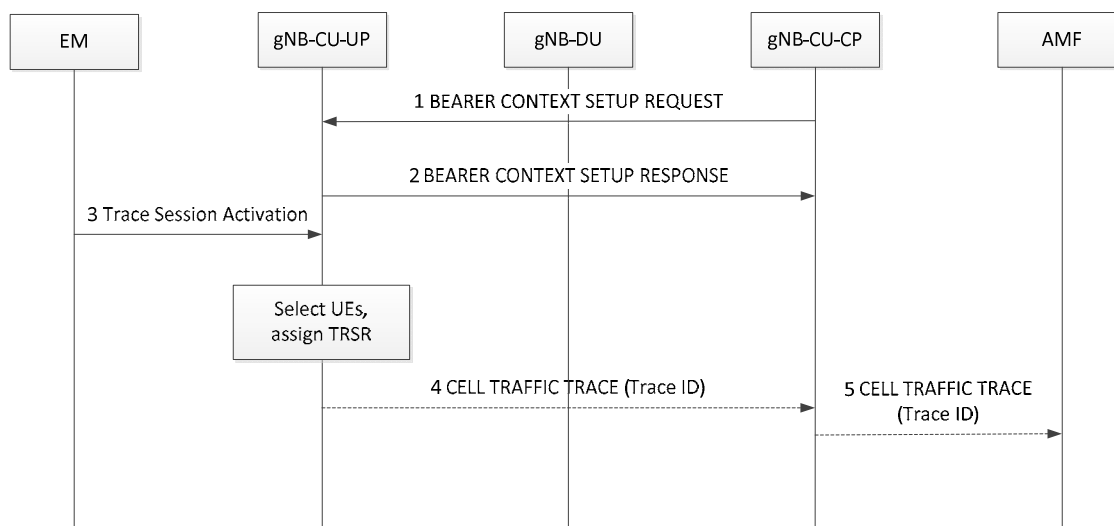 EM
gNB-CU-UP
gNB-DU
gNB-CU-CP
AMF
1 BEARER CONTEXT SETUP REQUEST
2 BEARER CONTEXT SETUP RESPONSE
3 Trace Session Activation
Select UEs,
assign TRSR
4 CELL TRAFFIC TRACE (Trace ID)
5 CELL TRAFFIC TRACE
(Trace ID)